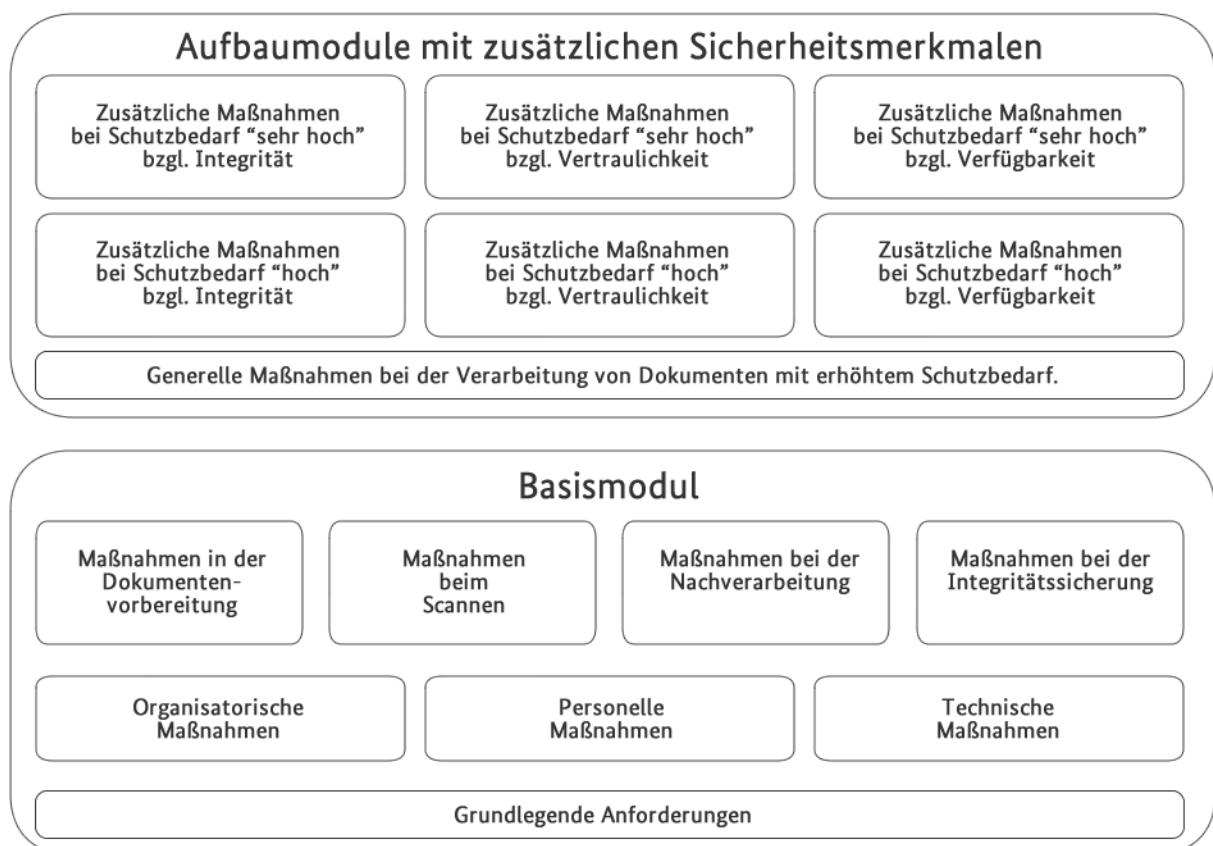 Aufbaumodule mit zusätzlichen Sicherheitsmerkmalen
Zusätzliche Maßnahmen
bei Schutzbedarf “sehr hoch”
bzgl. Integrität
Zusätzliche Maßnahmen
bei Schutzbedarf “sehr hoch”
bzgl. Vertraulichkeit
Zusätzliche Maßnahmen
bei Schutzbedarf “sehr hoch”
bzgl. Verfügbarkeit
Zusätzliche Maßnahmen
bei Schutzbedarf “hoch”
bzgl. Integrität
Zusätzliche Maßnahmen
bei Schutzbedarf “hoch”
bzgl. Vertraulichkeit
Zusätzliche Maßnahmen
bei Schutzbedarf “hoch”
bzgl. Verfügbarkeit
Generelle Maßnahmen bei der Verarbeitung von Dokumenten mit erhöhtem Schutzbedarf.
Basismodul
Maßnahmen in der
Dokumenten-
vorbereitung
Maßnahmen
beim
Scannen
Maßnahmen bei der
Nachverarbeitung
Maßnahmen bei der
Integritätssicherung
Organisatorische
Maßnahmen
Personelle
Maßnahmen
Technische
Maßnahmen
Grundlegende Anforderungen